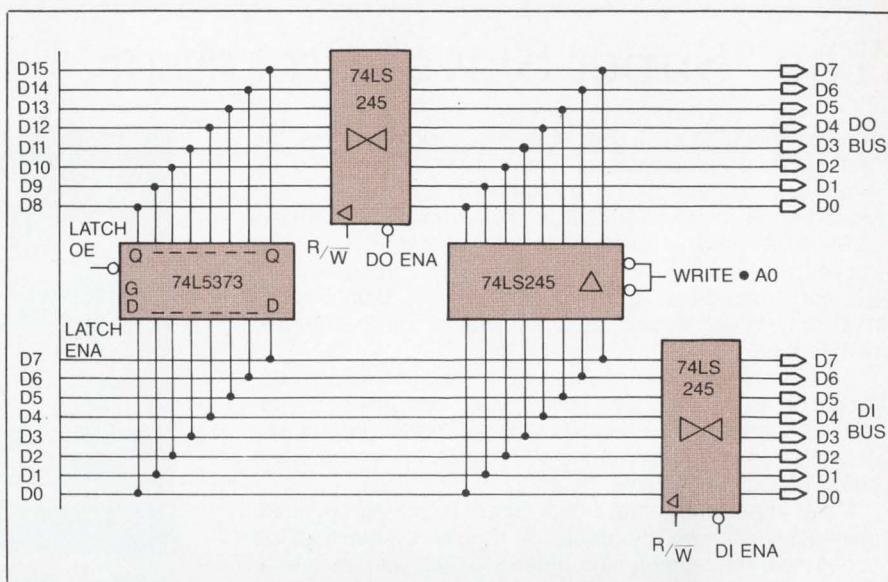 D15
D14
D13
D12
D11
D10
D9
D8
74LS
245
R/W̅
DO ENA
D7
D6
D5
D4
D3
D2
D1
D0
DO
BUS
LATCH
OE
Q
Q
74L5373
G
D
D
LATCH
ENA
74LS245
WRITE ● A0
D7
D6
D5
D4
D3
D2
D1
D0
74LS
245
R/W̅
DI ENA
D7
D6
D5
D4
D3
D2
D1
D0
DI
BUS